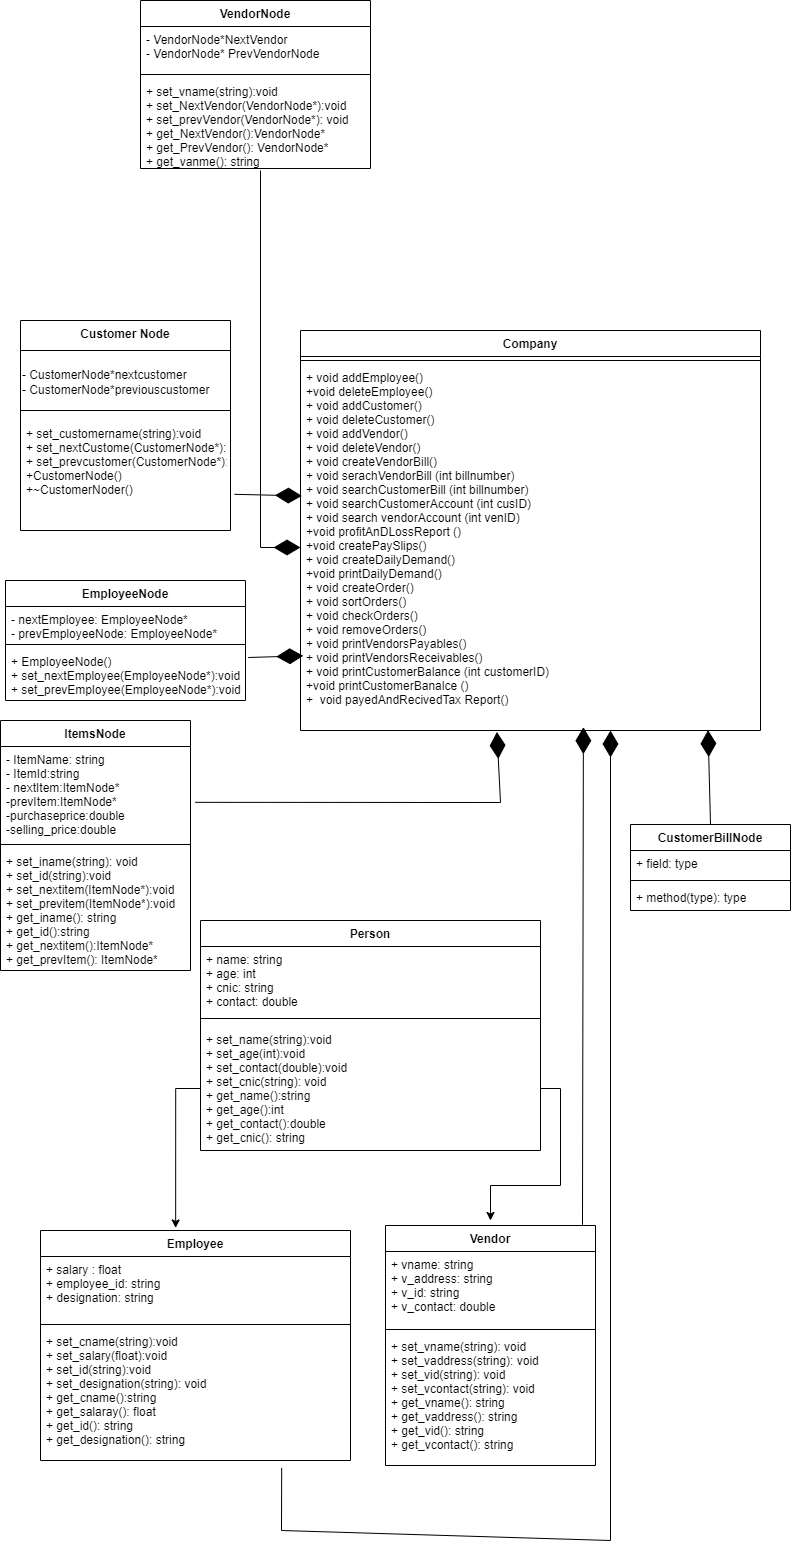 VendorNode
- VendorNode*NextVendor
- VendorNode* PrevVendorNode
+ set_vname(string):void
+ set_NextVendor(VendorNode*):void
+ set_prevVendor(VendorNode*): void
+ get_NextVendor():VendorNode*
+ get_PrevVendor(): VendorNode*
+ get_vanme(): string
Customer Node
- CustomerNode*nextcustomer
- CustomerNode*previouscustomer
+ set_customername(string):void
+ set_nextCustome(CustomerNode*):
+ set_prevcustomer(CustomerNode*):
+CustomerNode()
+~CustomerNoder()
Company
+ void addEmployee()
+void deleteEmployee()
+ void addCustomer()
+ void deleteCustomer()
+ void addVendor()
+ void deleteVendor()
+ void createVendorBill()
+ void serachVendorBill (int billnumber)
+ void searchCustomerBill (int billnumber)
+ void searchCustomerAccount (int cusID)
+ void search vendorAccount (int venID)
+void profitAnDLossReport ()
+void createPaySlips()
+ void createDailyDemand()
+void printDailyDemand()
+ void createOrder()
+ void sortOrders()
+ void checkOrders()
+ void removeOrders()
+ void printVendorsPayables()
+ void printVendorsReceivables()
+ void printCustomerBalance (int customerID)
+void printCustomerBanalce ()
+ void payedAndRecivedTax Report()
EmployeeNode
- nextEmployee: EmployeeNode*
- prevEmployeeNode: EmployeeNode*
+ EmployeeNode()
+ set_nextEmployee(EmployeeNode*):void
+ set_prevEmployee(EmployeeNode*):void
ItemsNode
- ItemName: string
- ItemId:string
- nextItem:ItemNode*
-prevItem:ItemNode*
-purchaseprice:double
-selling_price:double
+ set_iname(string): void
+ set_id(string):void
+ set_nextitem(ItemNode*):void
+ set_previtem(ItemNode*):void
+ get_iname(): string
+ get_id():string
+ get_nextitem():ItemNode*
+ get_prevItem(): ItemNode*
CustomerBillNode
+ field: type
+ method(type): type
Person
+ name: string
+ age: int
+ cnic: string
+ contact: double
+ set_name(string):void
+ set_age(int):void
+ set_contact(double):void
+ set_cnic(string): void
+ get_name():string
+ get_age():int
+ get_contact():double
+ get_cnic(): string
Employee
+ salary : float
+ employee_id: string
+ designation: string
+ set_cname(string):void
+ set_salary(float):void
+ set_id(string):void
+ set_designation(string): void
+ get_cname():string
+ get_salaray(): float
+ get_id(): string
+ get_designation(): string
Vendor
+ vname: string
+ v_address: string
+ v_id: string
+ v_contact: double
+ set_vname(string): void
+ set_vaddress(string): void
+ set_vid(string): void
+ set_vcontact(string): void
+ get_vname(): string
+ get_vaddress(): string
+ get_vid(): string
+ get_vcontact(): string